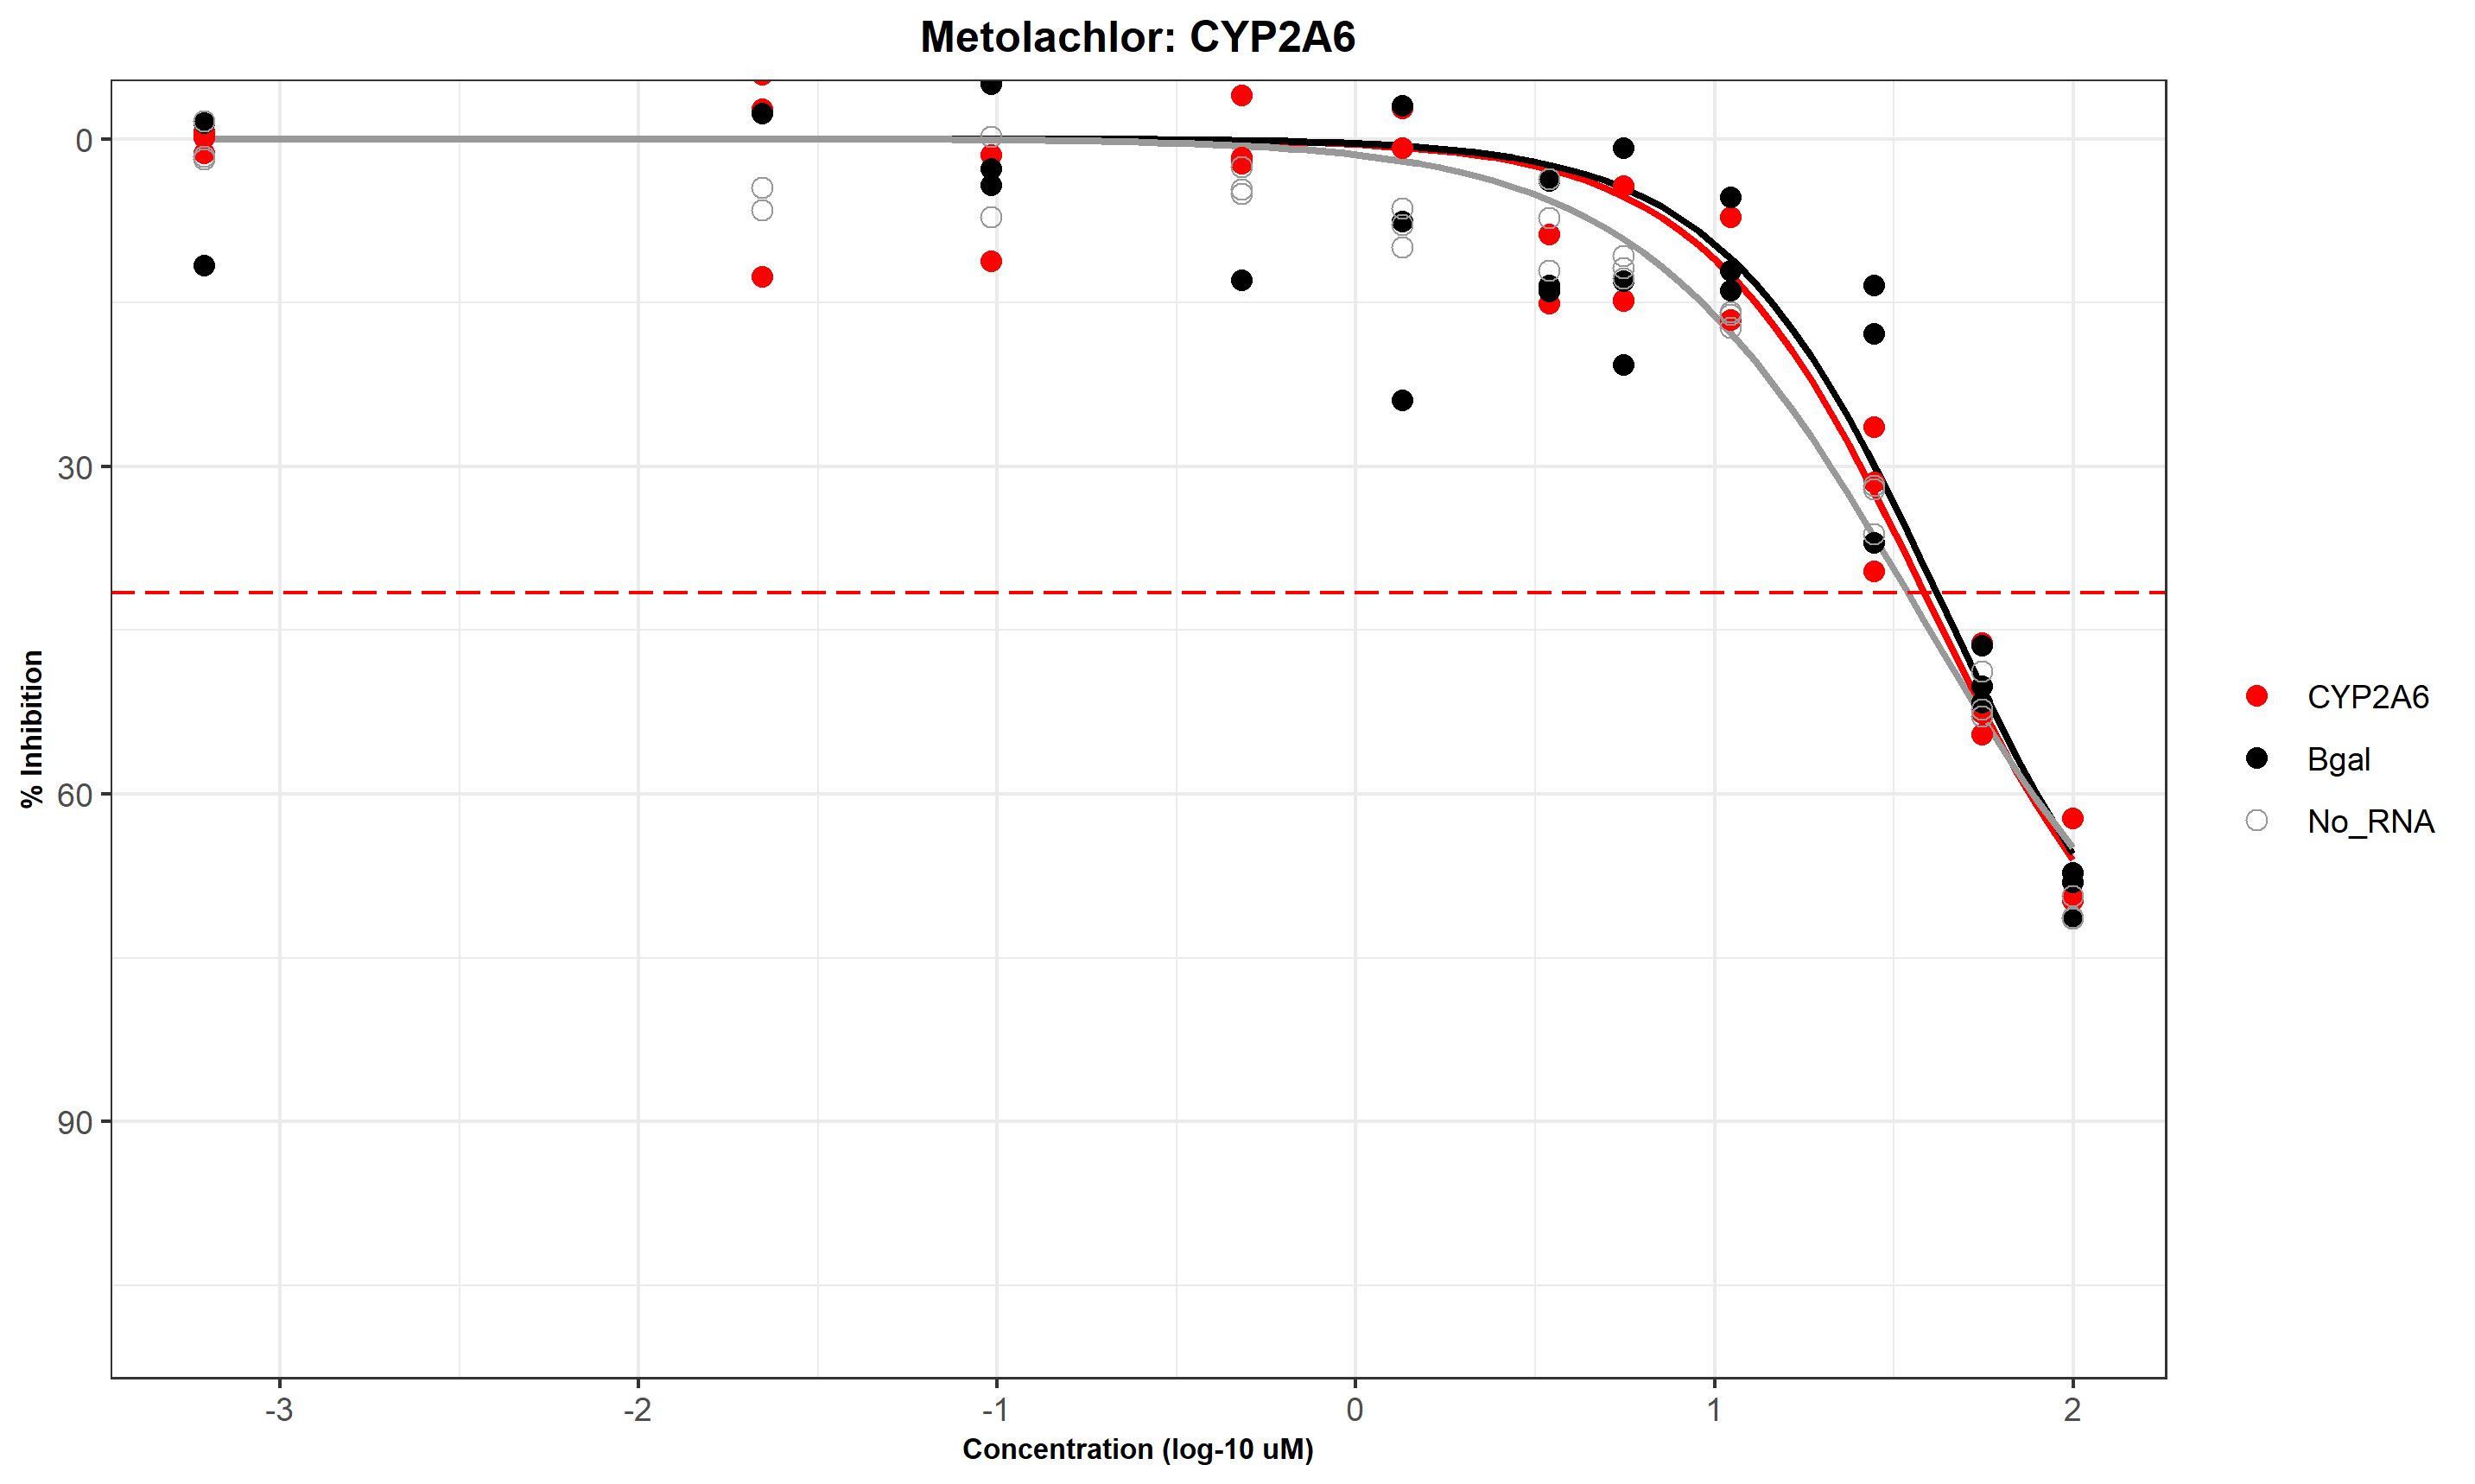 Metolachlor: CYP2A6
0
30
60
90
% Inhibition
-3
-2
-1
0
1
2
Concentration (log-10 uM)
CYP2A6
Bgal
No_RNA